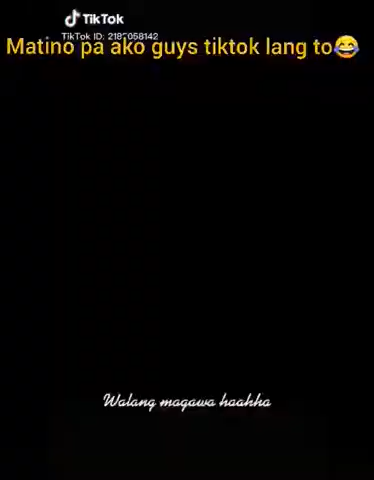 TikTok
TikTok ID: 2187058142
Matino pa ako guys tiktok lang to😂
Walang magawa haahha